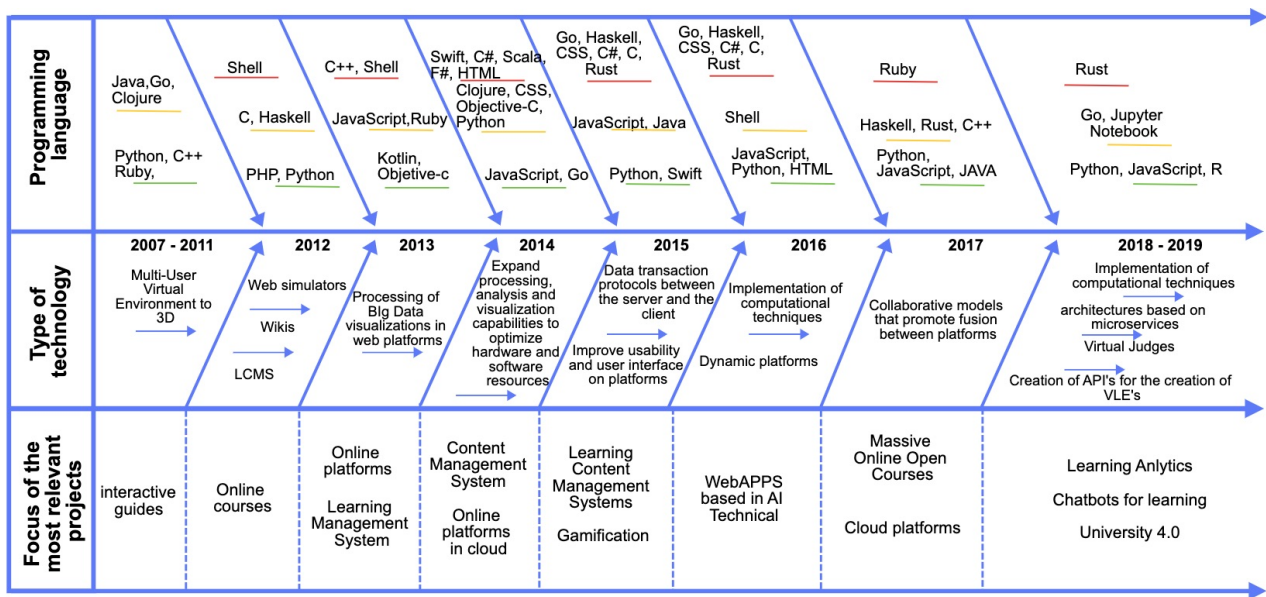 Programming
language
Java,Go,
Clojure
Python, C++
Ruby,
Shell
C, Haskell
PHP, Python
C++, Shell
JavaScript,Ruby
Kotlin,
Objetive-c
Swift, C#, Scala,
F#, HTML
Clojure, CSS,
Objective-C,
Python
JavaScript, Go
Go, Haskell,
CSS, C#, C,
Rust
JavaScript, Java
Python, Swift
Go, Haskell,
CSS, C#, C,
Rust
Shell
JavaScript,
Python, HTML
Ruby
Haskell, Rust, C++
Python,
JavaScript, JAVA
Rust
Go, Jupyter
Notebook
Python, JavaScript, R
Type of
technology
2007 - 2011
Multi-User
Virtual
Environment to
3D
2012
Web simulators
Wikis
LCMS
2013
Processing of
BIg Data
visualizations in
web platforms
2014
Expand
processing,
analysis and
visualization
capabilities to
optimize
hardware and
software
resources
2015
Data transaction
protocols between
the server and the
client
Improve usability
and user interface
on platforms
2016
Implementation of
computational
techniques
Dynamic platforms
2017
Collaborative models
that promote fusion
between platforms
2018 - 2019
Implementation of
computational techniques
architectures based on
microservices
Virtual Judges
Creation of API's for the creation of
VLE's
Focus of the
most relevant
projects
interactive
guides
Online
courses
Online
platforms
Learning
Management
System
Content
Management
System
Online
platforms
in cloud
Learning
Content
Management
Systems
Gamification
WebAPPS
based in AI
Technical
Massive
Online Open
Courses
Cloud platforms
Learning Anlytics
Chatbots for learning
University 4.0